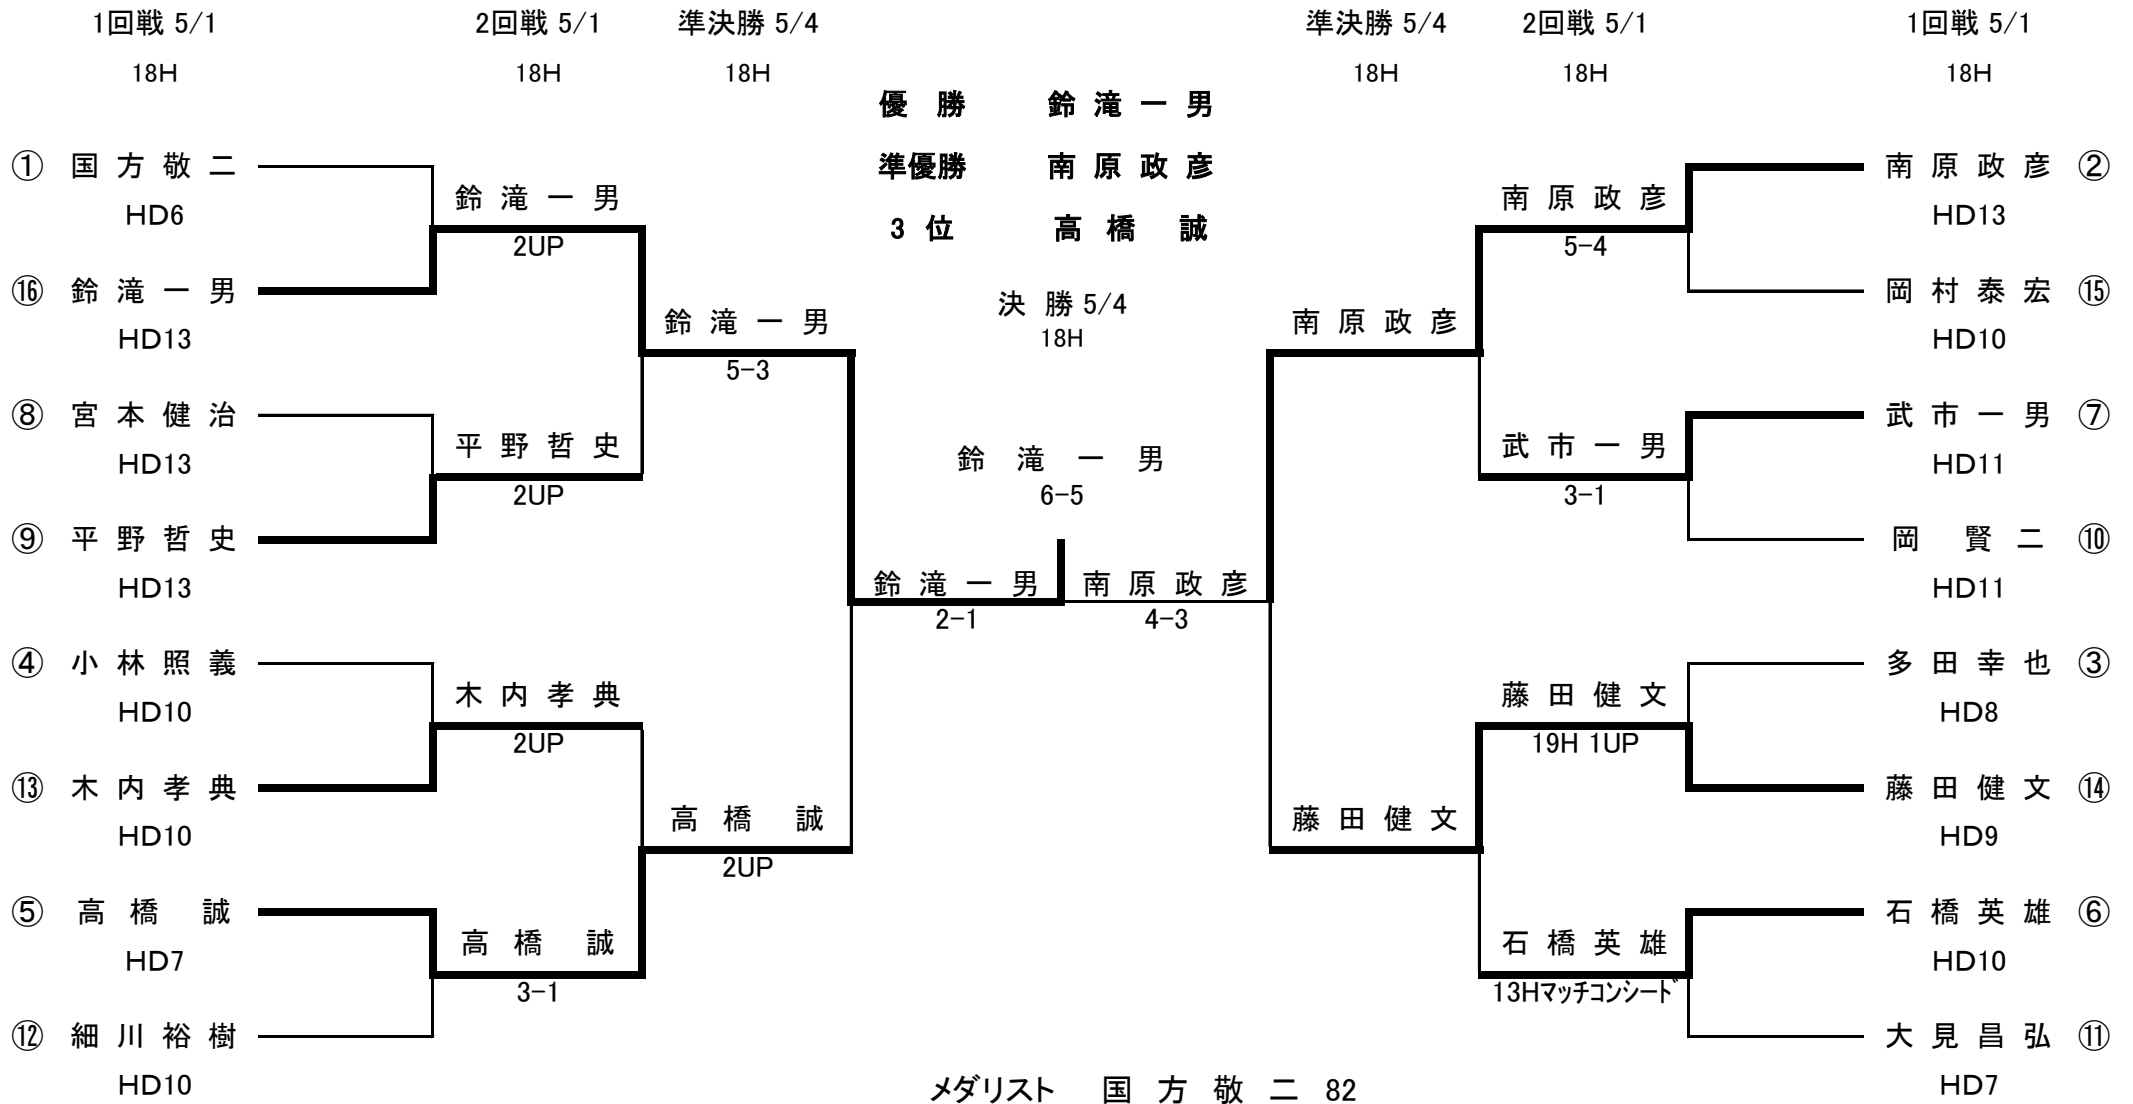 1回戦 5/1 2回戦 5/1 準決勝 5/4 準決勝 5/4 2回戦 5/1 1回戦 5/1
18H 18H 18H 18H 18H 18H
優 勝 鈴 滝 一 男
準優勝 南 原 政 彦
3 位 高 橋 誠
① 国 方 敬 二 南 原 政 彦 ②
鈴 滝 一 男 南 原 政 彦
HD6 HD13
2UP 5-4
⑯ 鈴 滝 一 男 岡 村 泰 宏 ⑮
決 勝 5/4
18H
鈴 滝 一 男 南 原 政 彦
HD13 HD10
5-3
⑧ 宮 本 健 治 武 市 一 男 ⑦
平 野 哲 史 武 市 一 男
鈴 滝 一 男
HD13 HD11
2UP 6-5 3-1
⑨ 平 野 哲 史 岡 賢 二 ⑩
HD13 鈴 滝 一 男 南 原 政 彦 HD11
2-1 4-3
④ 小 林 照 義 多 田 幸 也 ③
木 内 孝 典 藤 田 健 文
HD10 HD8
2UP 19H 1UP
⑬ 木 内 孝 典 藤 田 健 文 ⑭
高 橋 誠 藤 田 健 文
HD10 HD9
2UP
⑤ 高 橋 誠 石 橋 英 雄 ⑥
高 橋 誠 石 橋 英 雄
HD7 HD10
3-1 13Hマッチコンシード
⑫ 細 川 裕 樹 大 見 昌 弘 ⑪
HD10 HD7
メダリスト 国 方 敬 二 82